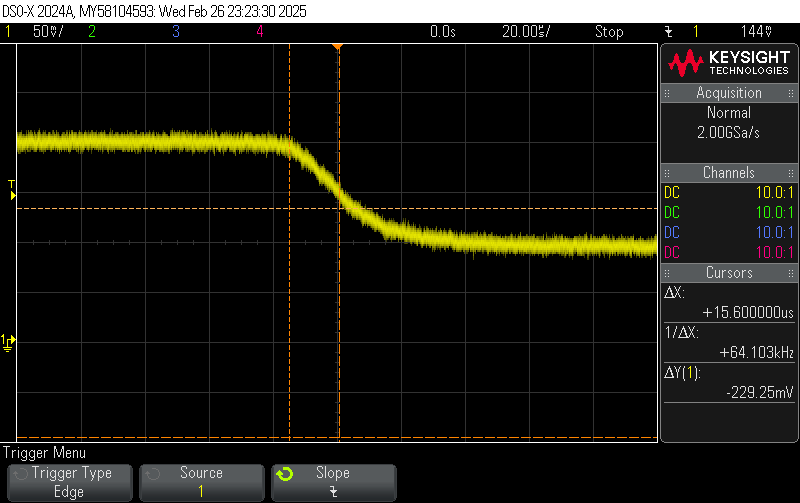 DSO-X 2024A, MY58104593: Wed Feb 26 23:23:30 2025
1 50mV/ 2 3 4 0.0s 20.00us/ Stop 1 144mV
KEYSIGHT
TECHNOLOGIES
Acquisition
Normal
2.00GSa/s
Channels
DC 10.0:1
DC 10.0:1
DC 10.0:1
DC 10.0:1
Cursors
ΔX:
+15.600000us
1/ΔX:
+64.103kHz
ΔY(1):
-229.25mV
T
1
Trigger Menu
Trigger Type
Edge
Source
1
Slope